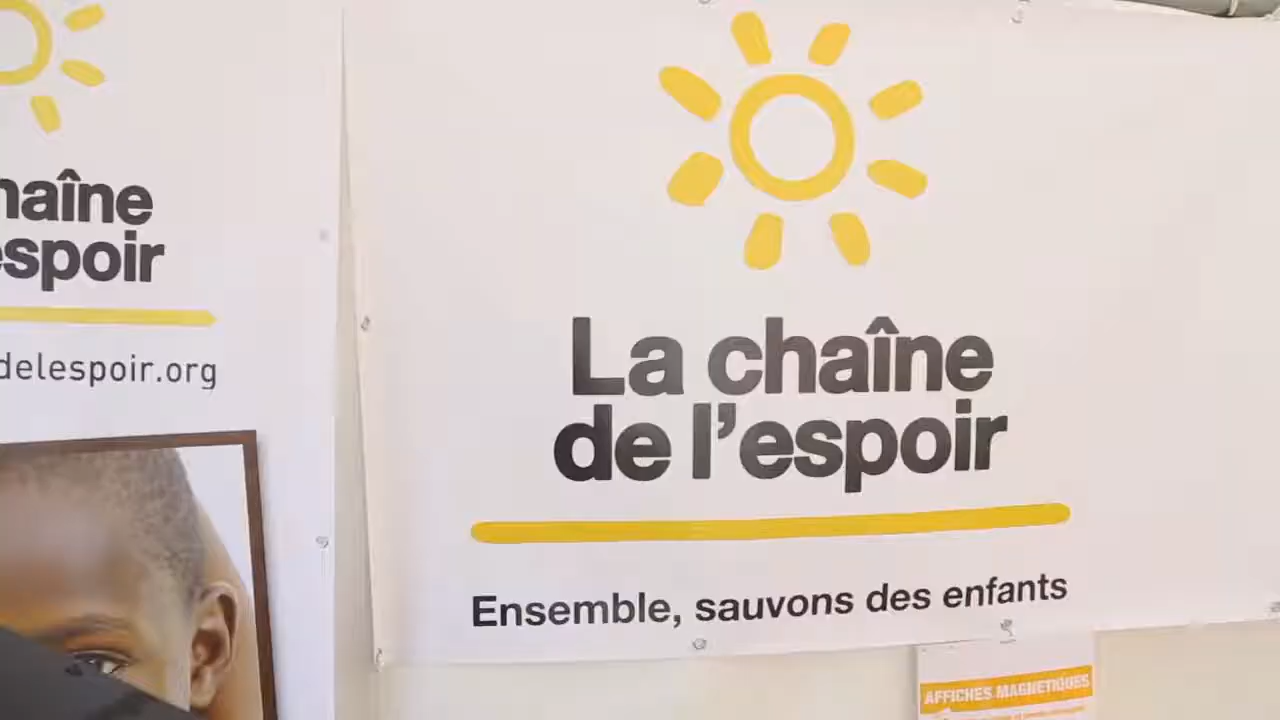 haîne
espoir
delespoir.org
La chaîne
de l'espoir
Ensemble, sauvons des enfants
AFFICHES MAGNETIQUES